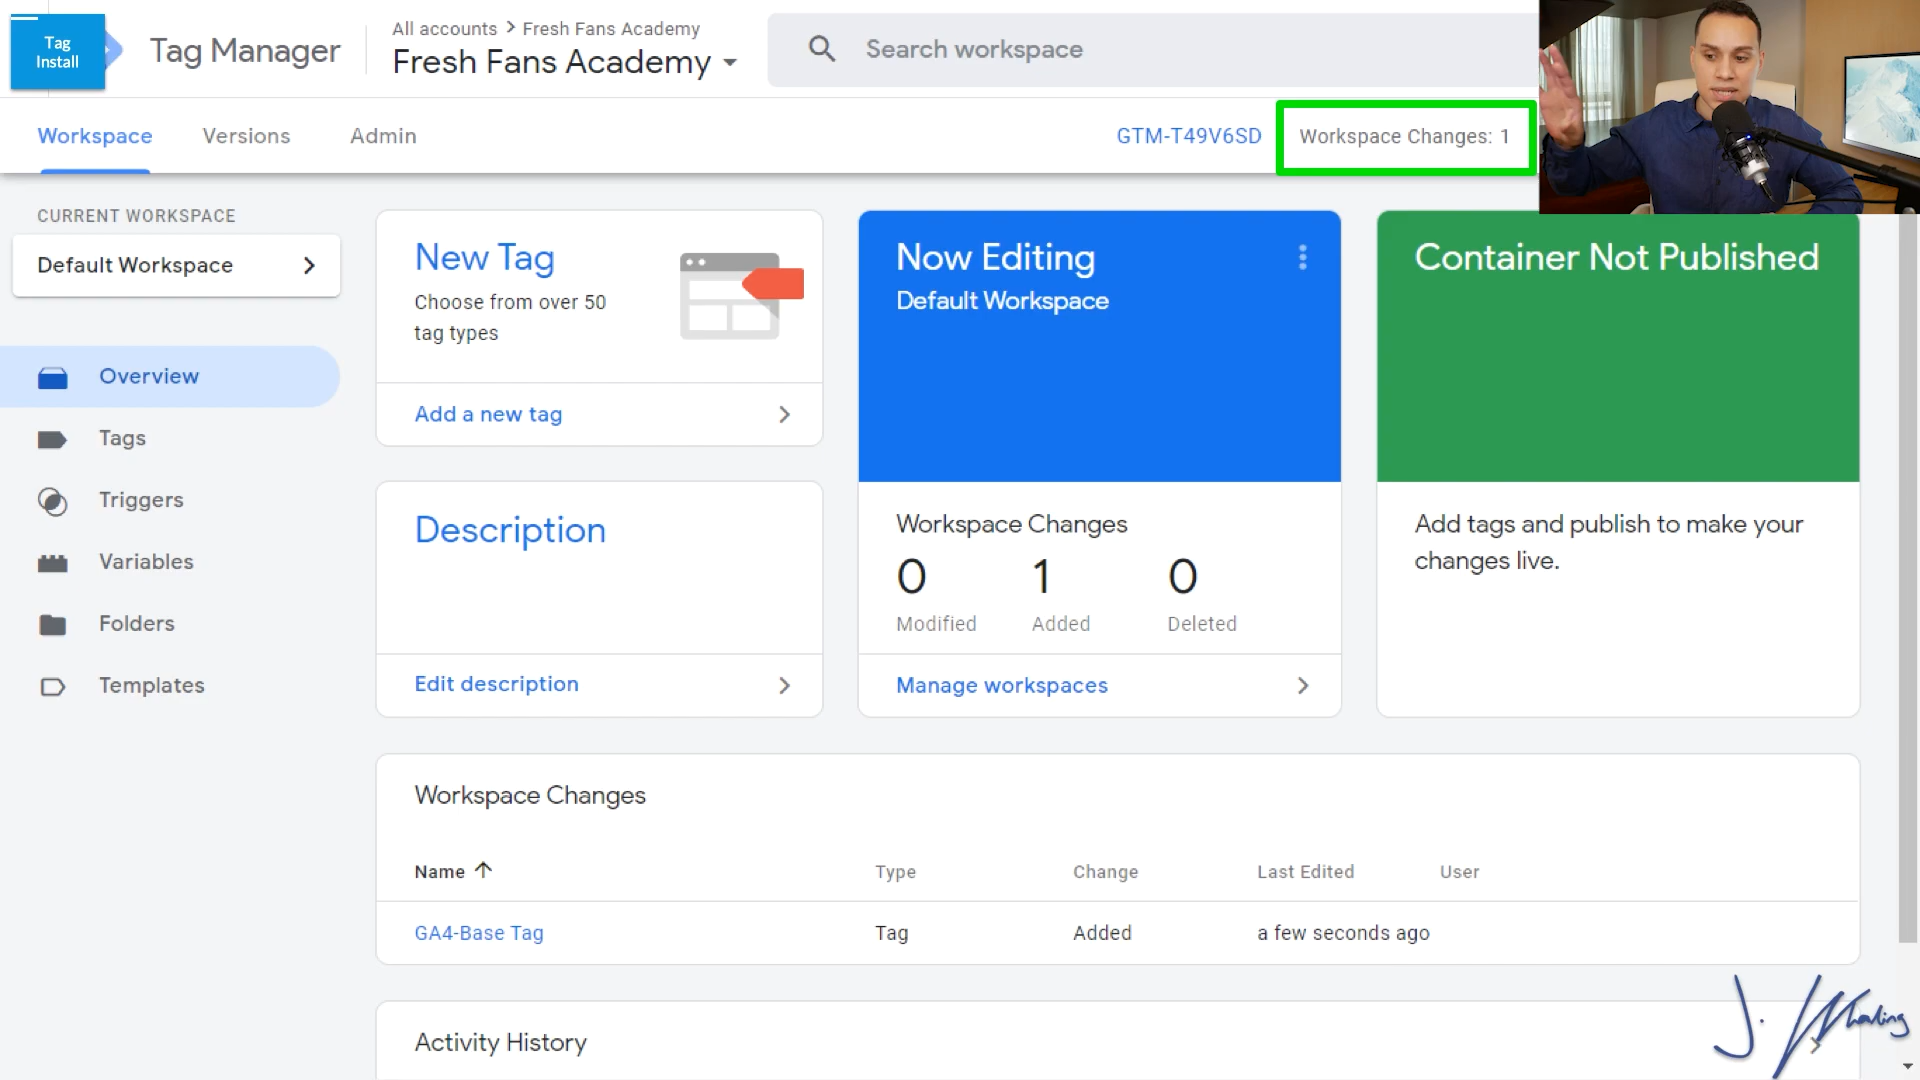 Tag
Install
Tag Manager
All accounts > Fresh Fans Academy
Fresh Fans Academy
Search workspace
Workspace
Versions
Admin
GTM-T49V6SD
Workspace Changes: 1
CURRENT WORKSPACE
Default Workspace
Overview
Tags
Triggers
Variables
Folders
Templates
New Tag
Choose from over 50
tag types
Add a new tag
Description
Edit description
Now Editing
Default Workspace
Workspace Changes
0 1 0
Modified Added Deleted
Manage workspaces
Container Not Published
Add tags and publish to make your
changes live.
Workspace Changes
Name Type Change Last Edited User
GA4-Base Tag Tag Added a few seconds ago
Activity History